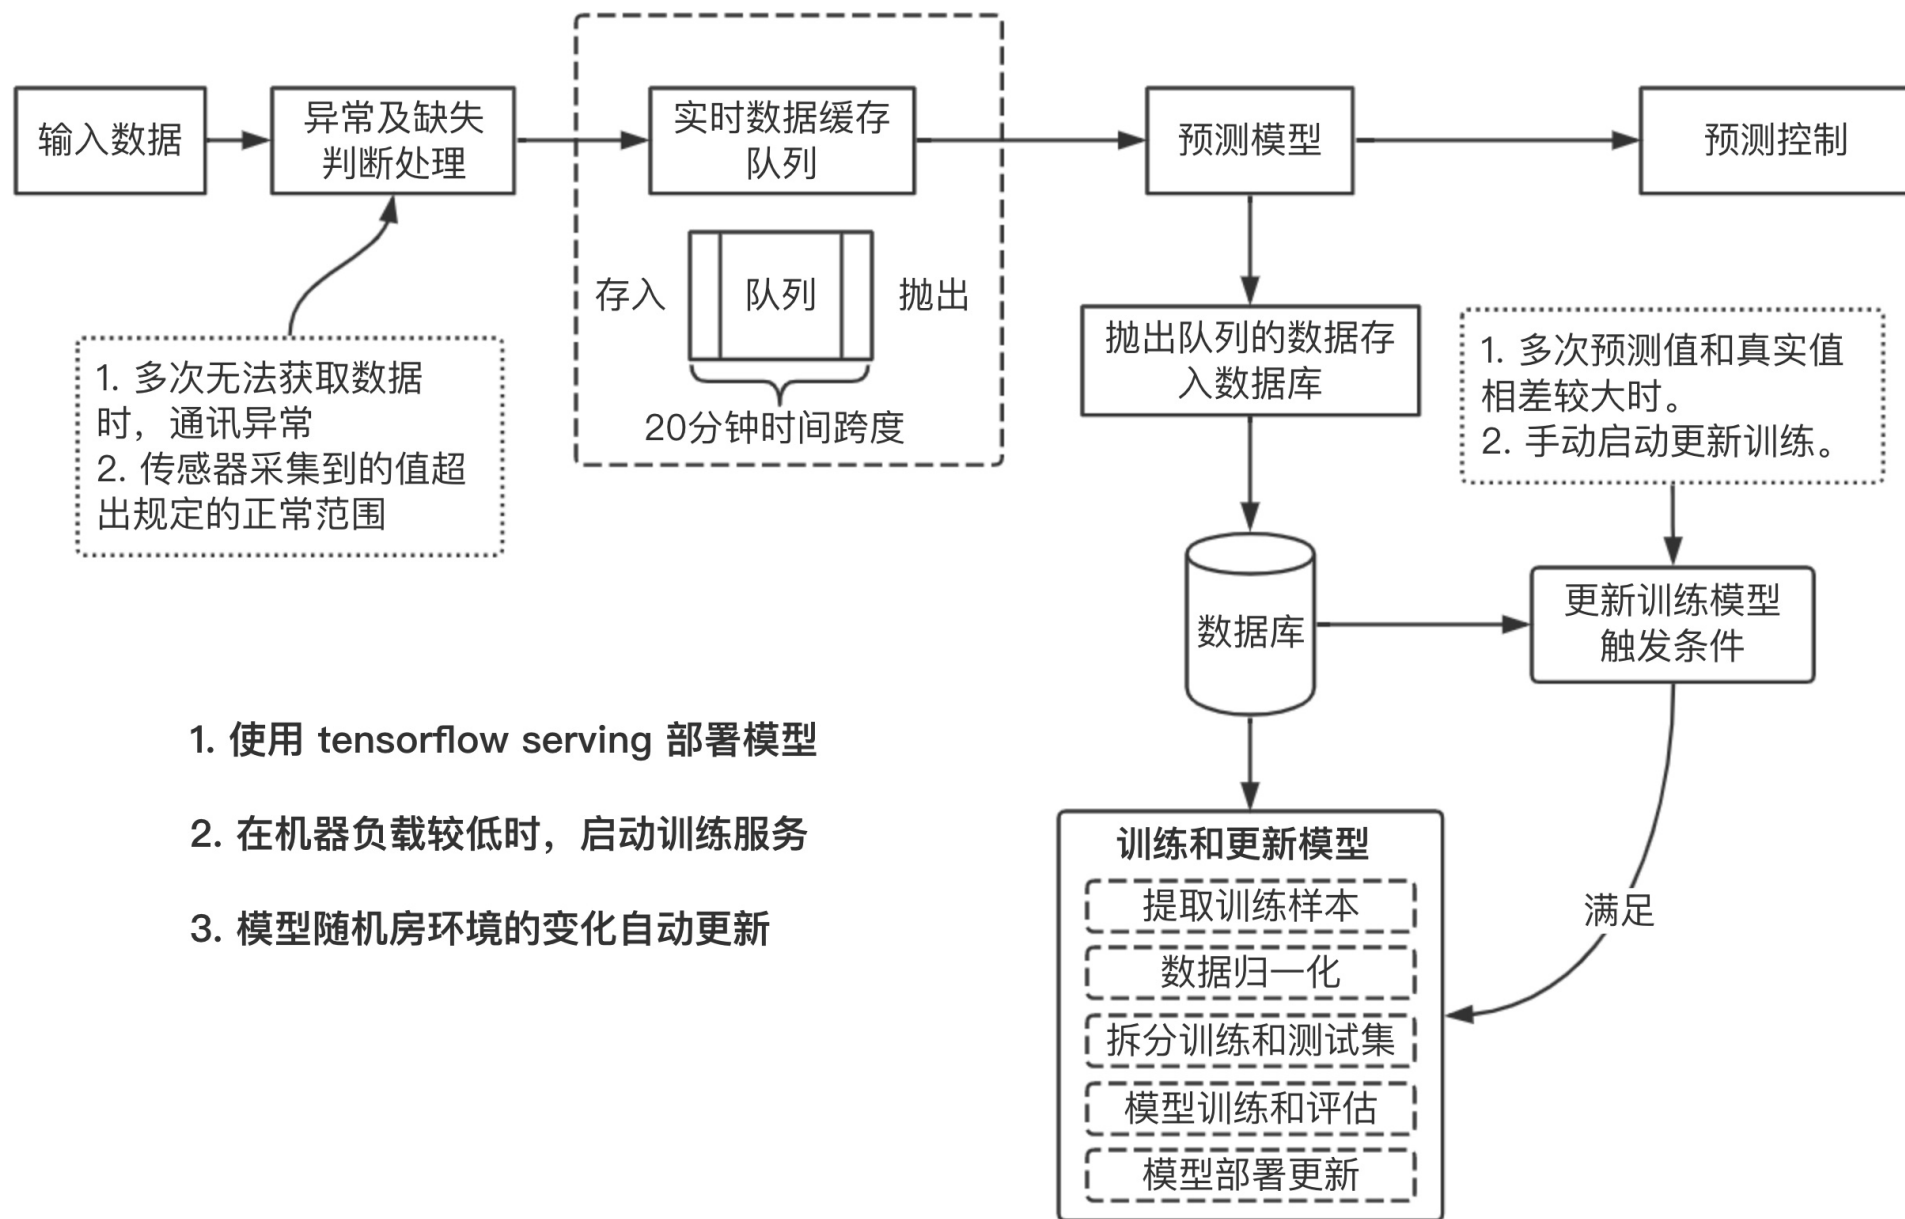 输入数据
异常及缺失
判断处理
实时数据缓存
队列
预测模型
预测控制
存入
队列
抛出
20分钟时间跨度
1. 多次无法获取数据
时，通讯异常
2. 传感器采集到的值超
出规定的正常范围
抛出队列的数据存
入数据库
1. 多次预测值和真实值
相差较大时。
2. 手动启动更新训练。
数据库
更新训练模型
触发条件
满足
1. 使用 tensorflow serving 部署模型
2. 在机器负载较低时，启动训练服务
3. 模型随机房环境的变化自动更新
训练和更新模型
提取训练样本
数据归一化
拆分训练和测试集
模型训练和评估
模型部署更新